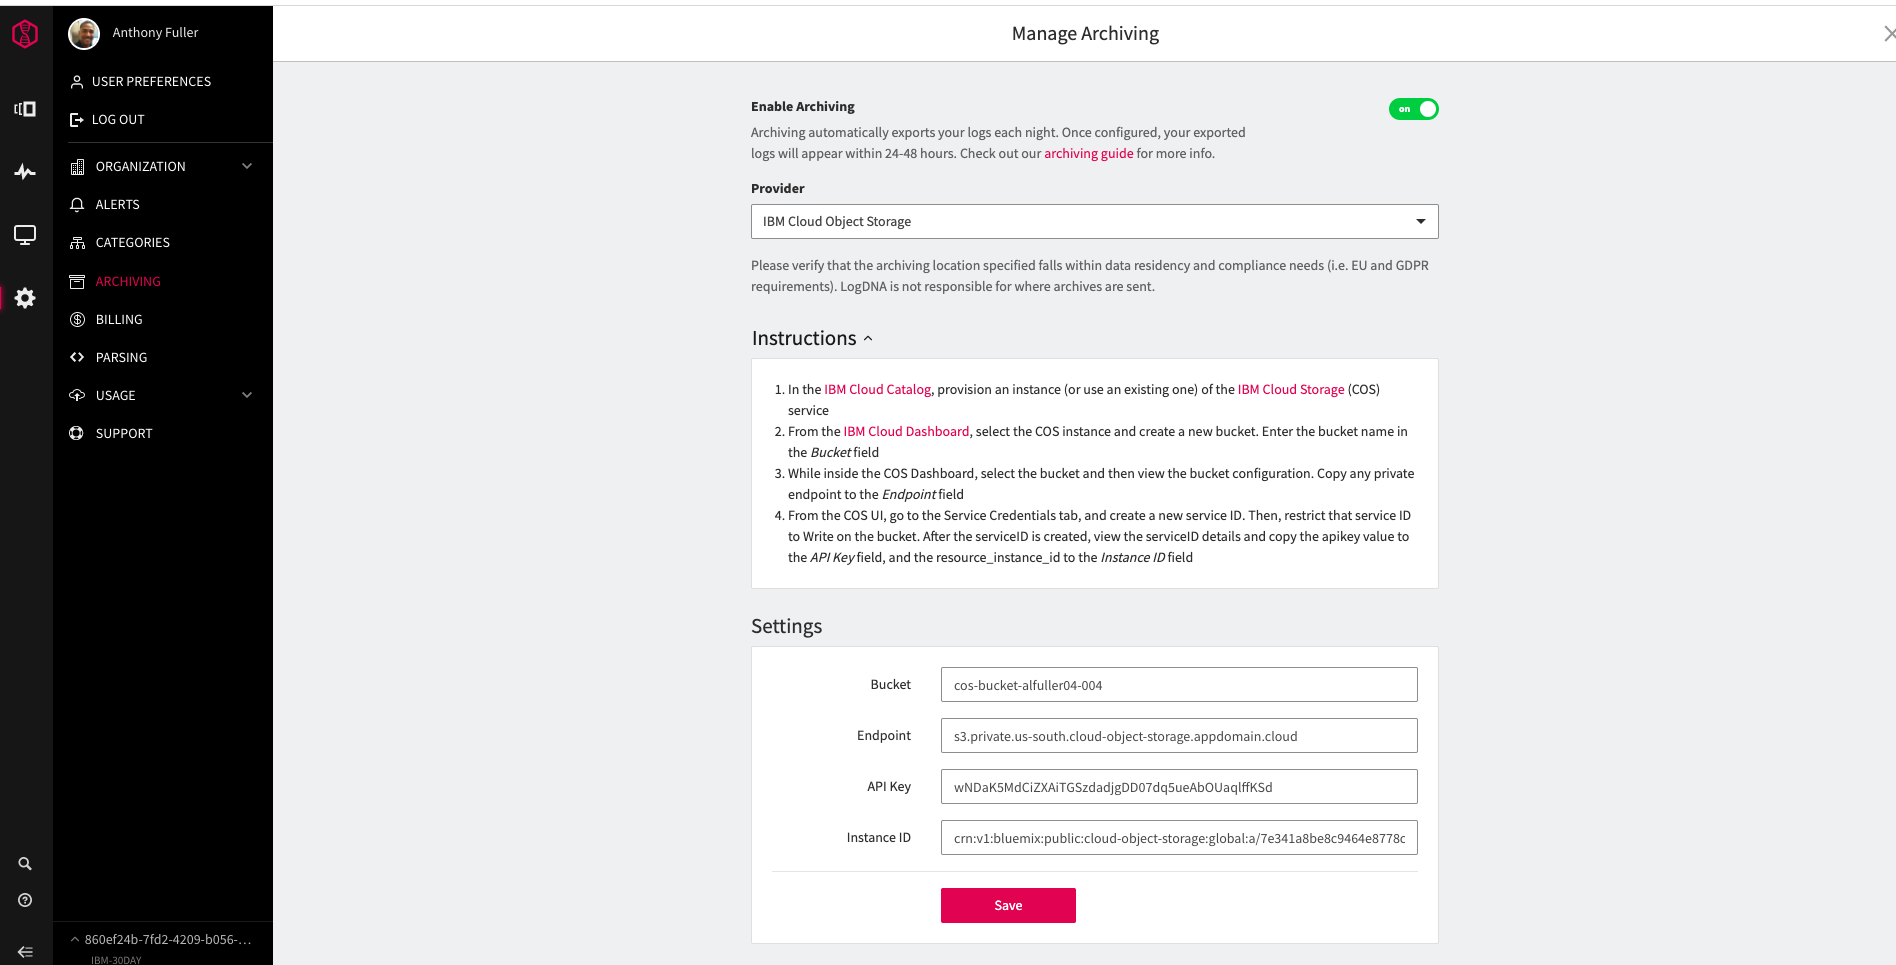 Anthony Fuller
USER PREFERENCES
LOG OUT
ORGANIZATION
ALERTS
CATEGORIES
ARCHIVING
BILLING
PARSING
USAGE
SUPPORT
860ef24b-7fd2-4209-b056-...
IBM-30DAY
Manage Archiving
Enable Archiving
on
Archiving automatically exports your logs each night. Once configured, your exported
logs will appear within 24-48 hours. Check out our archiving guide for more info.
Provider
IBM Cloud Object Storage
Please verify that the archiving location specified falls within data residency and compliance needs (i.e. EU and GDPR
requirements). LogDNA is not responsible for where archives are sent.
Instructions
1. In the IBM Cloud Catalog, provision an instance (or use an existing one) of the IBM Cloud Storage (COS)
service
2. From the IBM Cloud Dashboard, select the COS instance and create a new bucket. Enter the bucket name in
the Bucket field
3. While inside the COS Dashboard, select the bucket and then view the bucket configuration. Copy any private
endpoint to the Endpoint field
4. From the COS UI, go to the Service Credentials tab, and create a new service ID. Then, restrict that service ID
to Write on the bucket. After the serviceID is created, view the serviceID details and copy the apikey value to
the API Key field, and the resource_instance_id to the Instance ID field
Settings
Bucket
cos-bucket-alfuller04-004
Endpoint
s3.private.us-south.cloud-object-storage.appdomain.cloud
API Key
wNDaK5MdCiZXAiTGSzdadjgDD07dq5ueAbOUaqlffKSd
Instance ID
crn:v1:bluemix:public:cloud-object-storage:global:a/7e341a8be8c9464e8778c
Save